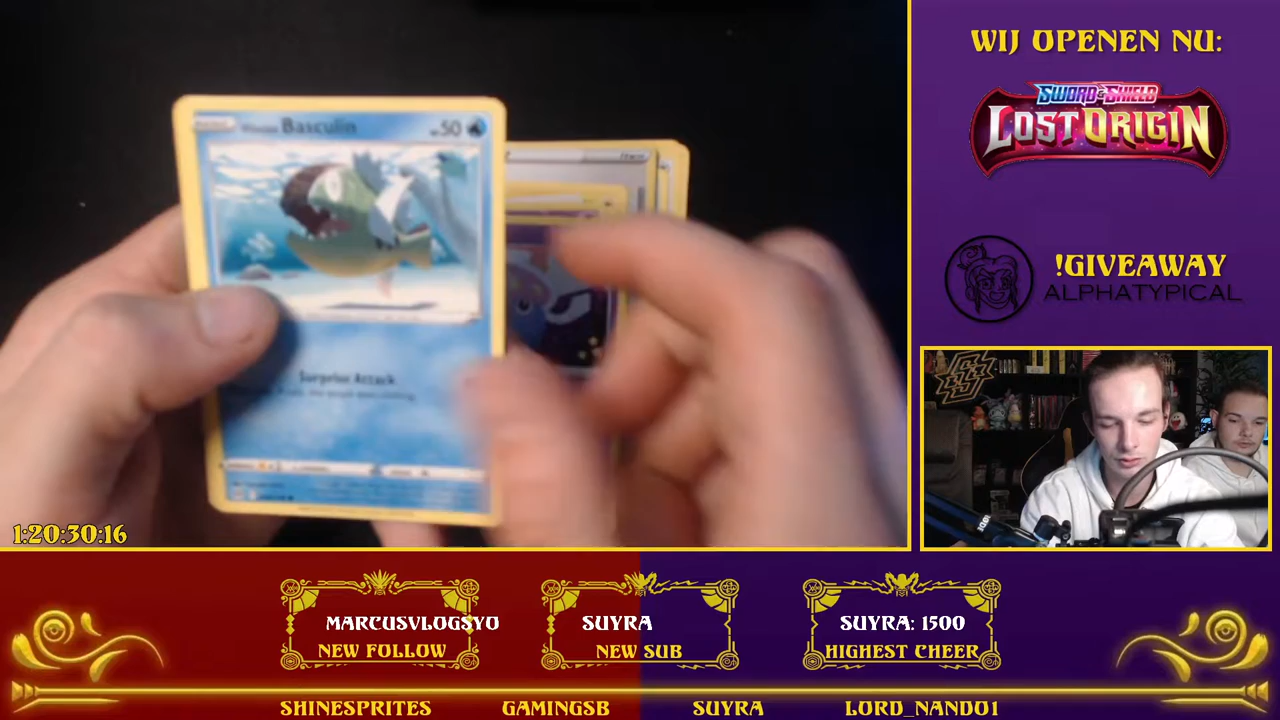 Basculin
50
Surprise Attack
WIJ OPENEN NU:
SWORD & SHIELD
LOST ORIGIN
!GIVEAWAY
ALPHATYPICAL
1:20:30:16
MARCUSVLOGSYO
NEW FOLLOW
SUYRA
NEW SUB
SUYRA: 1500
HIGHEST CHEER
SHINESPRITES
GAMINGSB
SUYRA
LORD_NANDO1